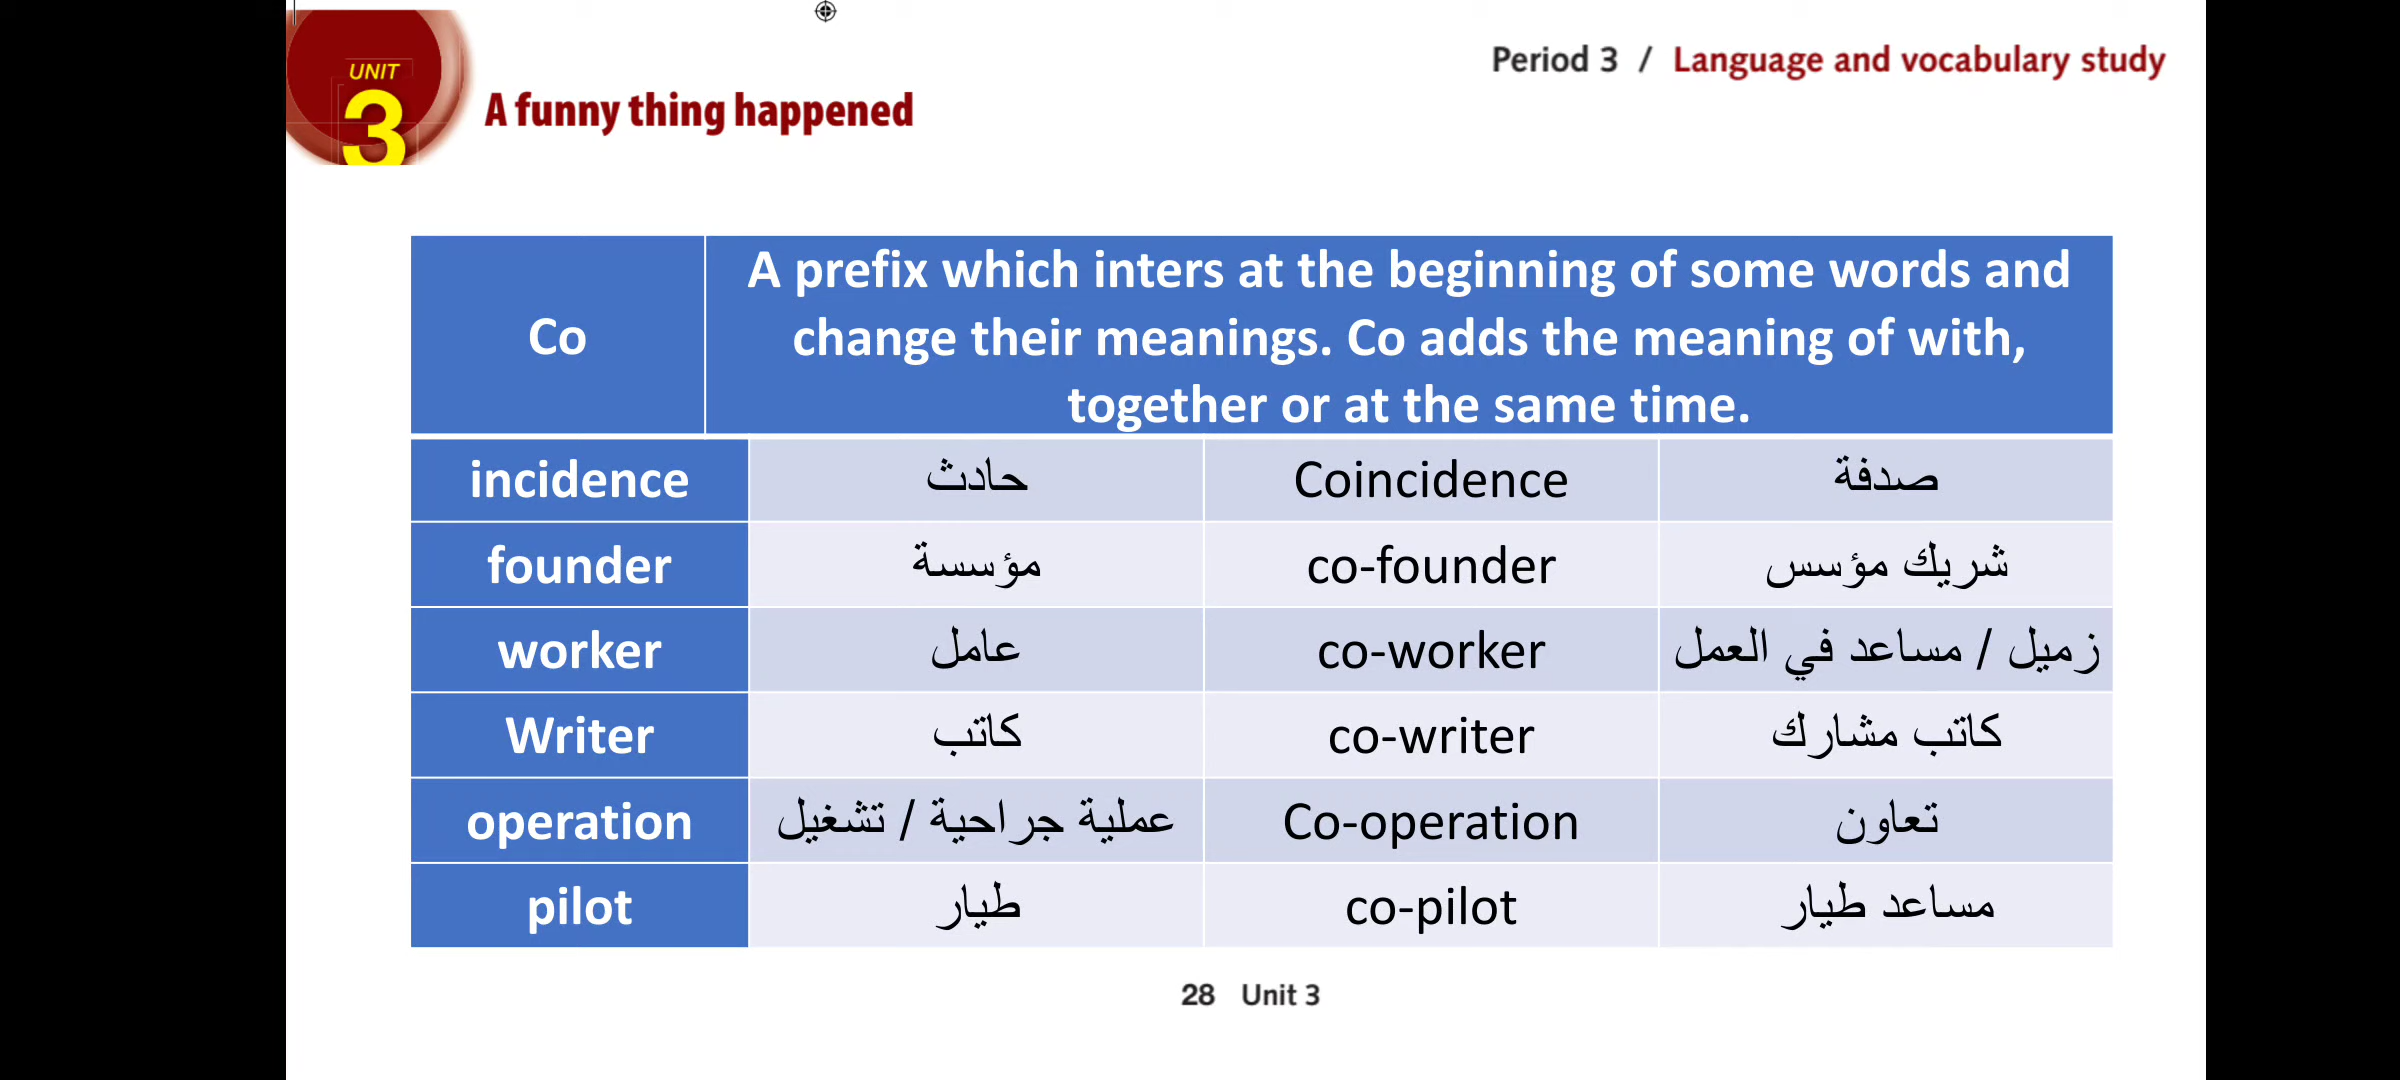 UNIT
3
A funny thing happened
Period 3 / Language and vocabulary study
Co
A prefix which inters at the beginning of some words and
change their meanings. Co adds the meaning of with,
together or at the same time.
incidence حادث Coincidence صدفة
founder مؤسسة co-founder شريك مؤسس
worker عامل co-worker زميل / مساعد في العمل
Writer كاتب co-writer كاتب مشارك
operation عملية جراحية / تشغيل Co-operation تعاون
pilot طيار co-pilot مساعد طيار
28 Unit 3